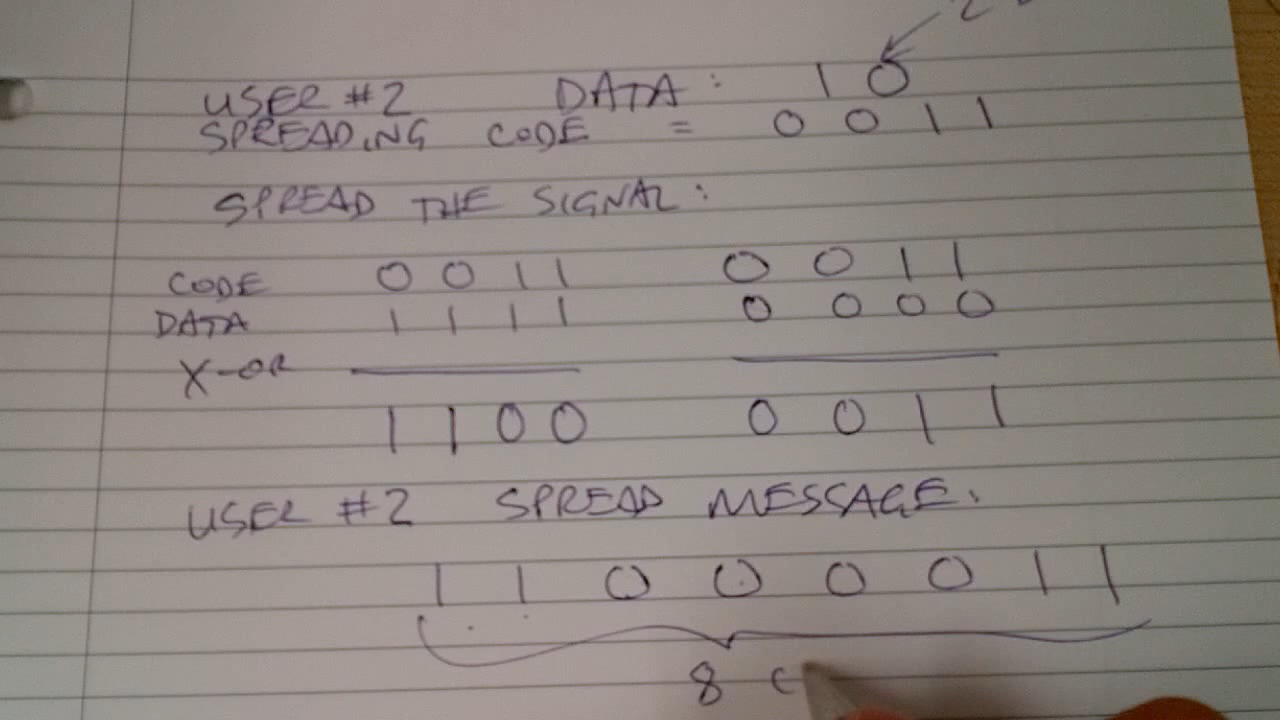 USER #2 DATA: 1 0
SPREADING CODE = 0 0 1 1
SPREAD THE SIGNAL:
CODE 0 0 1 1 0 0 1 1
DATA 1 1 1 1 0 0 0 0
X-OR
1 1 0 0 0 0 1 1
USER #2 SPREAD MESSAGE.
1 1 0 0 0 0 1 1
8 C